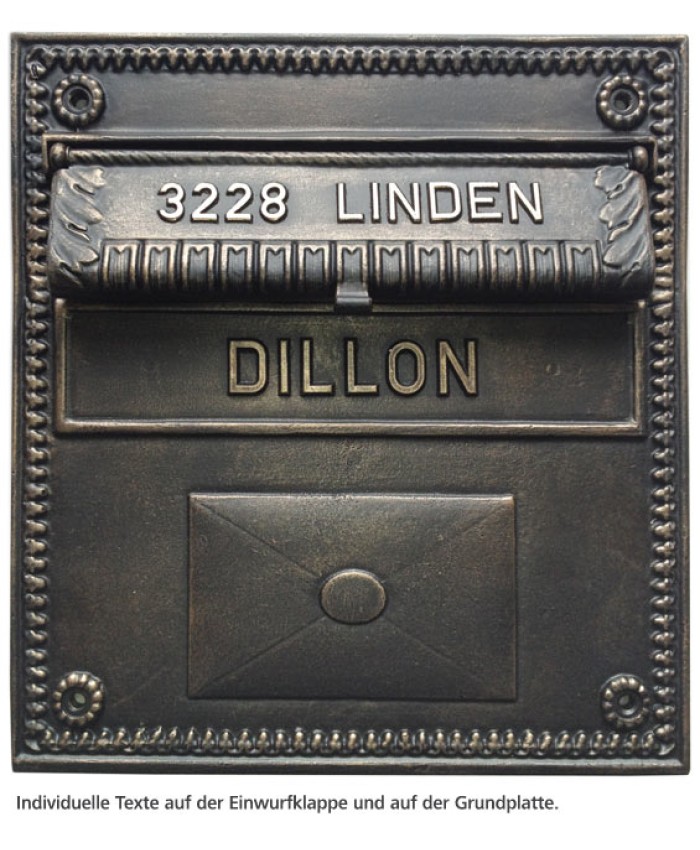 3228 LINDEN
DILLON
Individuelle Texte auf der Einwurfklappe und auf der Grundplatte.